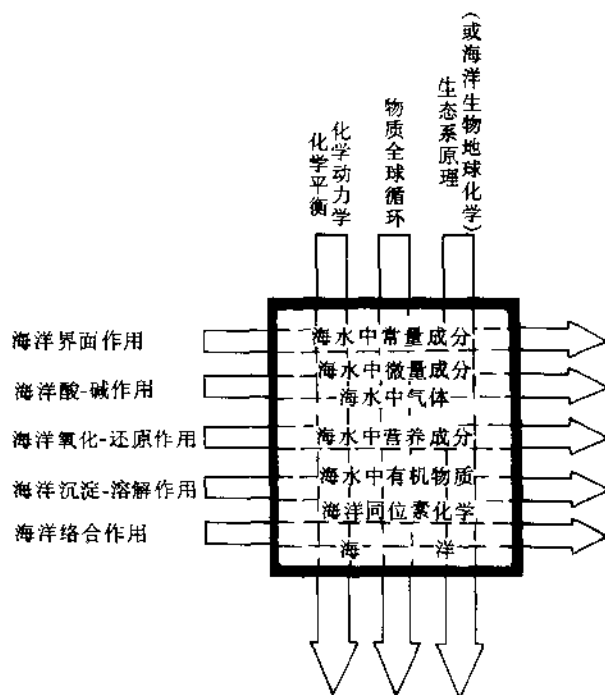 化学平衡
化学动力学
物质全球循环
生态系原理
(或海洋生物地球化学)
海洋界面作用
海洋酸-碱作用
海洋氧化-还原作用
海洋沉淀-溶解作用
海洋络合作用
海水中常量成分
海水中微量成分
海水中气体
海水中营养成分
海水中有机物质
海洋同位素化学
海 洋